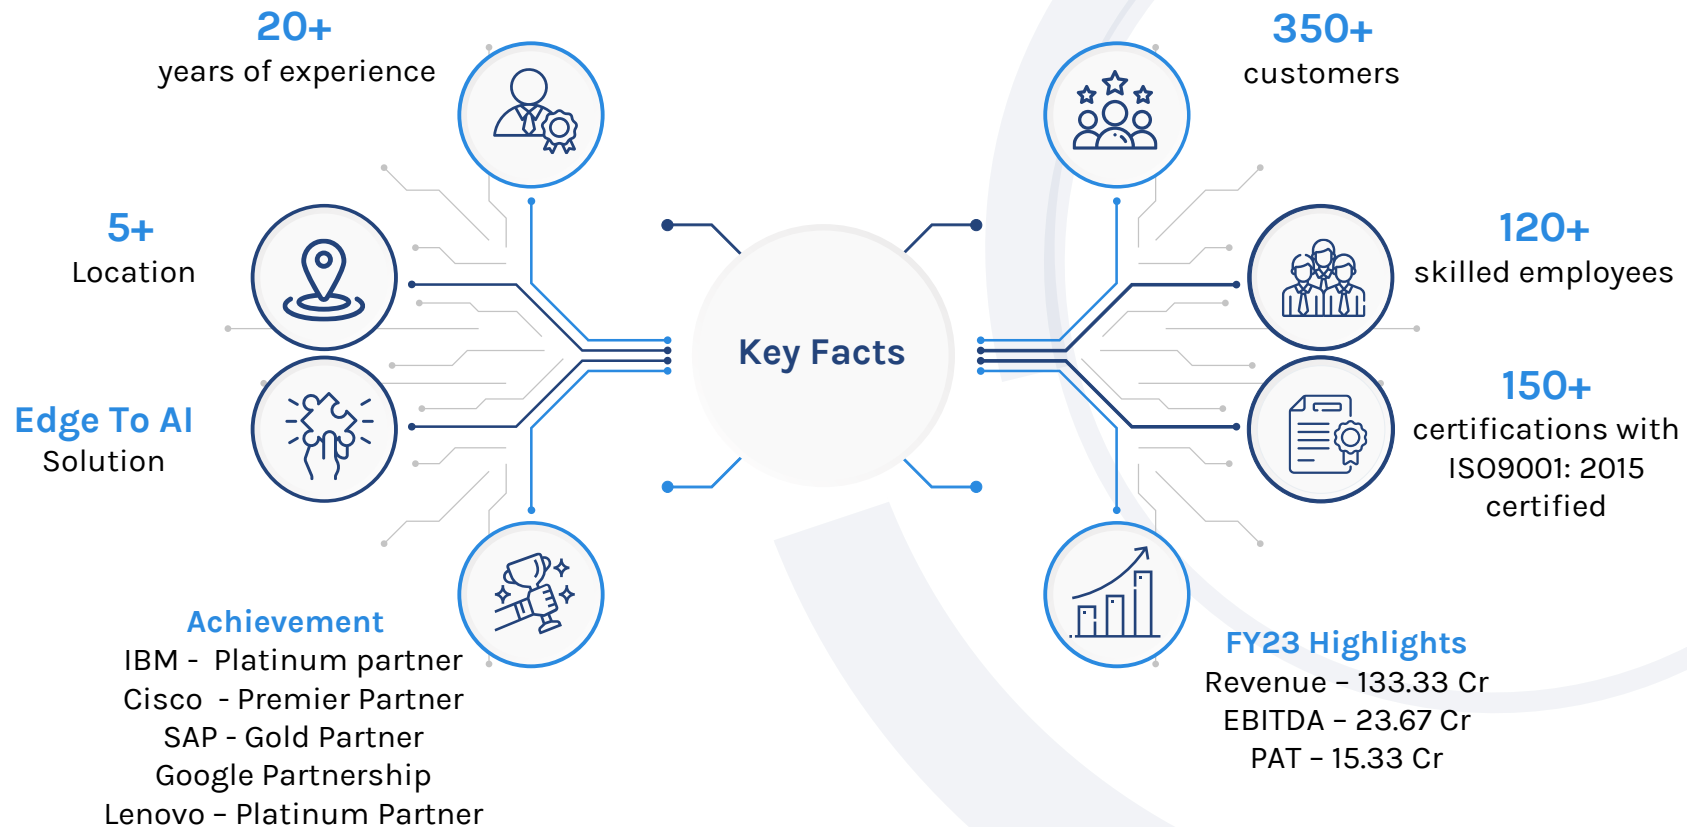 20+
years of experience
5+
Location
Edge To AI
Solution
Achievement
IBM -  Platinum partner
Cisco  - Premier Partner
SAP - Gold Partner
Google Partnership
Lenovo – Platinum Partner
Key Facts
350+
customers
120+
skilled employees
150+
certifications with
ISO9001: 2015
certified
FY23 Highlights
Revenue – 133.33 Cr
EBITDA – 23.67 Cr
PAT – 15.33 Cr